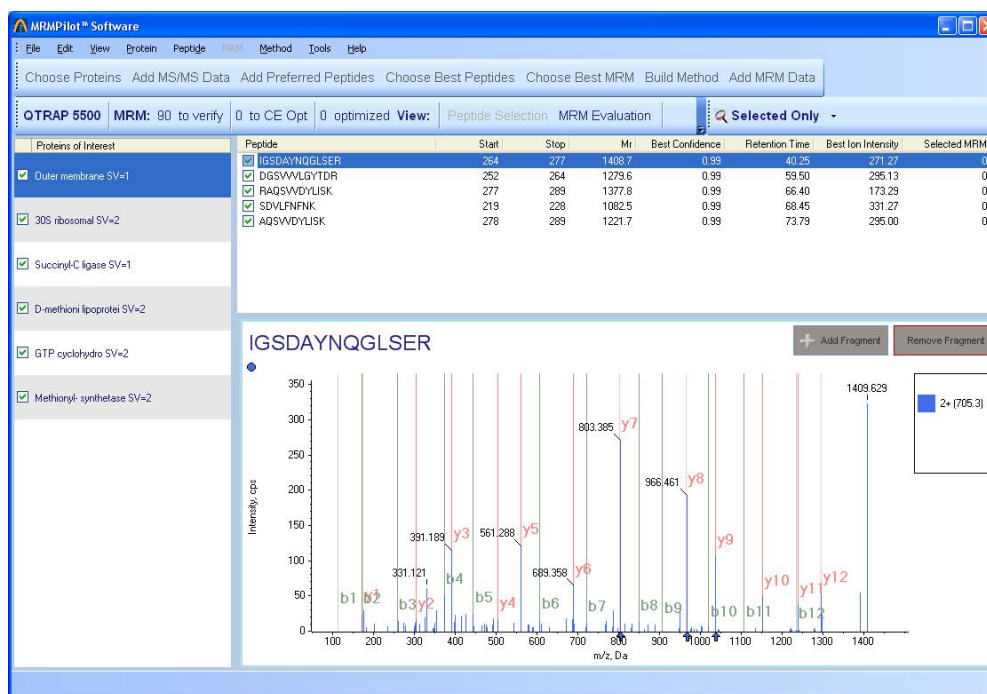 MRMPilot™ Software
File Edit View Protein Peptide MRM Method Tools Help
Choose Proteins Add MS/MS Data Add Preferred Peptides Choose Best Peptides Choose Best MRM Build Method Add MRM Data
QTRAP 5500 MRM: 90 to verify 0 to CE Opt 0 optimized View: Peptide Selection MRM Evaluation Selected Only
Proteins of Interest
Outer membrane SV=1
30S ribosomal SV=2
Succinyl-C ligase SV=1
D-methioni lipoprotei SV=2
GTP cyclohydro SV=2
Methionyl- synthetase SV=2
Peptide Start Stop Mr Best Confidence Retention Time Best Ion Intensity Selected MRM
IGSDAYNQGLSER 264 277 1408.7 0.99 40.25 271.27 0
DGSVVVLGYTDR 252 264 1279.6 0.99 59.50 295.13 0
RAQSVVDYLISK 277 289 1377.8 0.99 66.40 173.29 0
SDVLFNFNK 219 228 1082.5 0.99 68.45 331.27 0
AQSVVDYLISK 278 289 1221.7 0.99 73.79 295.00 0
IGSDAYNQGLSER
Add Fragment Remove Fragment
2+ (705.3)
350
300
250
200
150
100
50
0
Intensity, cps
1409.629
803.385 y7
966.461 y8
391.189 y3 561.288 y5
y9
331.121 b4 689.358 y6
y10 y11 y12
b1 b2 y1 b3 y2 b5 y4 b6 b7 b8 b9 b10 b11 b12
100 200 300 400 500 600 700 800 900 1000 1100 1200 1300 1400
m/z, Da